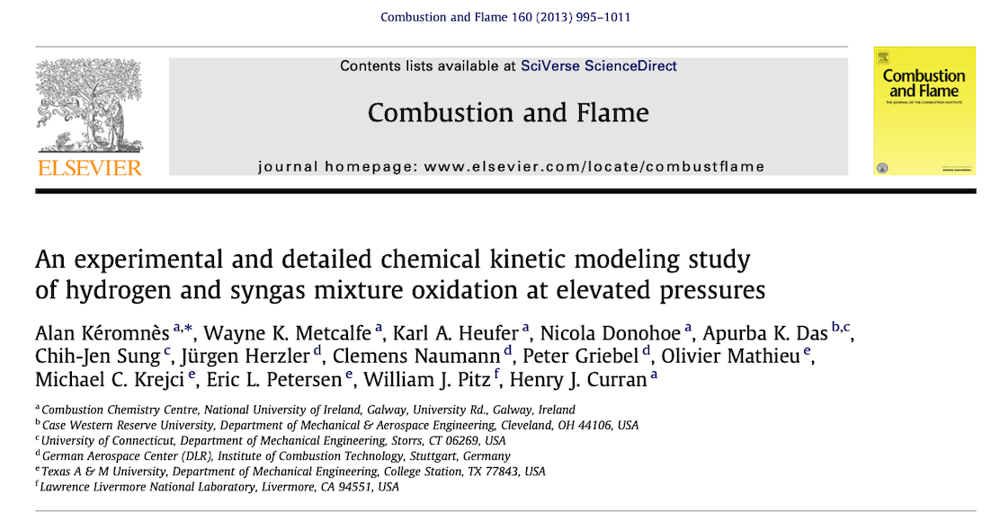 Combustion and Flame 160 (2013) 995–1011
Contents lists available at SciVerse ScienceDirect
Combustion and Flame
journal homepage: www.elsevier.com/locate/combustflame
ELSEVIER
Combustion
and Flame
THE JOURNAL OF THE COMBUSTION INSTITUTE
An experimental and detailed chemical kinetic modeling study
of hydrogen and syngas mixture oxidation at elevated pressures
Alan Kéromnès a,*, Wayne K. Metcalfe a, Karl A. Heufer a, Nicola Donohoe a, Apurba K. Das b,c,
Chih-Jen Sung c, Jürgen Herzler d, Clemens Naumann d, Peter Griebel d, Olivier Mathieu e,
Michael C. Krejci e, Eric L. Petersen e, William J. Pitz f, Henry J. Curran a
a Combustion Chemistry Centre, National University of Ireland, Galway, University Rd., Galway, Ireland
b Case Western Reserve University, Department of Mechanical & Aerospace Engineering, Cleveland, OH 44106, USA
c University of Connecticut, Department of Mechanical Engineering, Storrs, CT 06269, USA
d German Aerospace Center (DLR), Institute of Combustion Technology, Stuttgart, Germany
e Texas A & M University, Department of Mechanical Engineering, College Station, TX 77843, USA
f Lawrence Livermore National Laboratory, Livermore, CA 94551, USA